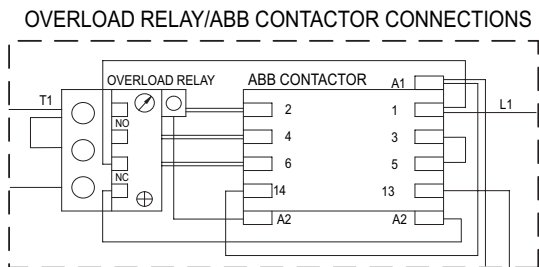 OVERLOAD RELAY/ABB CONTACTOR CONNECTIONS
OVERLOAD RELAY ABB CONTACTOR A1
T1 2 1 L1
NO 4 3
6 5
NC 14 13
A2 A2